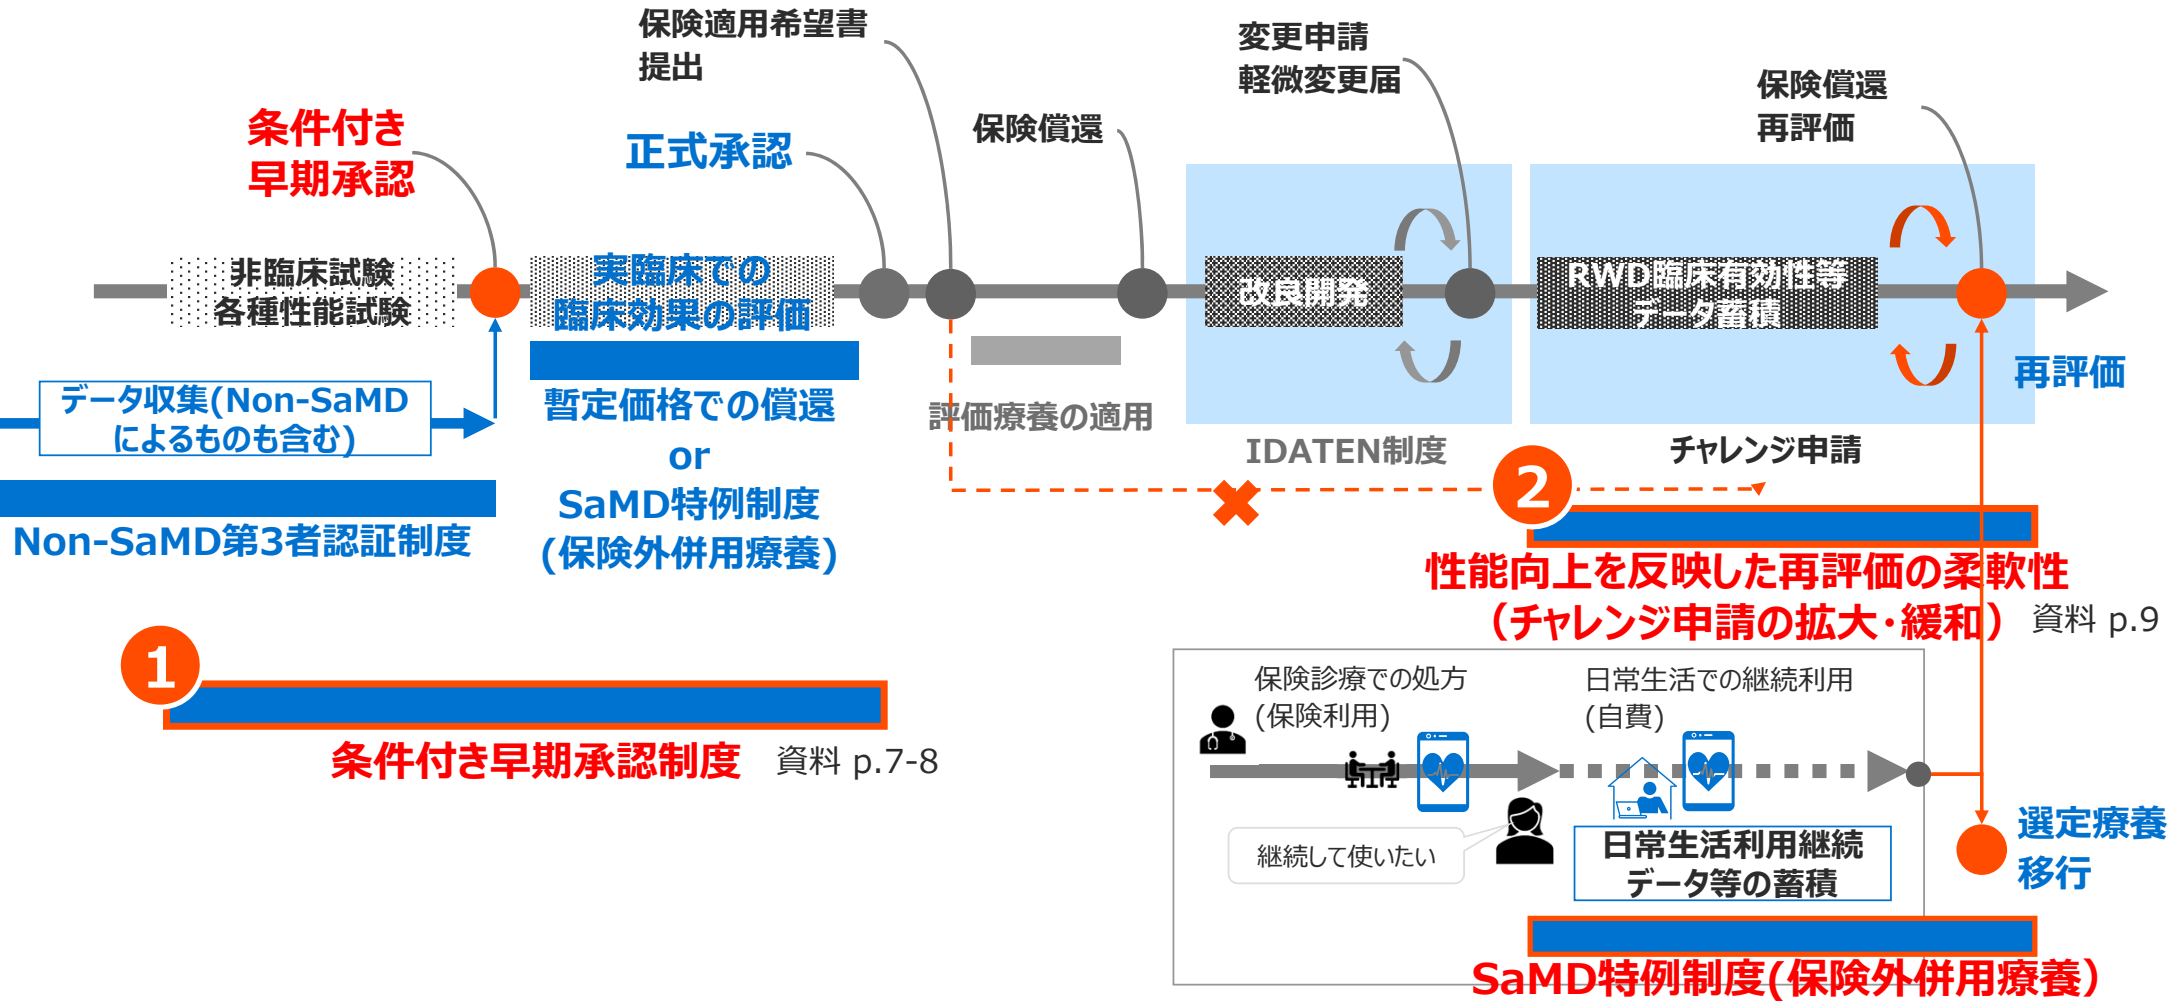 保険適用希望書
提出
変更申請
軽微変更届
保険償還
再評価
条件付き
早期承認
正式承認
保険償還
非臨床試験
各種性能試験
実臨床での
臨床効果の評価
改良開発
RWD臨床有効性等
データ蓄積
再評価
データ収集(Non-SaMD
によるものも含む)
暫定価格での償還
or
SaMD特例制度
(保険外併用療養)
評価療養の適用
IDATEN制度
チャレンジ申請
Non-SaMD第3者認証制度
2
性能向上を反映した再評価の柔軟性
（チャレンジ申請の拡大・緩和）
資料 p.9
1
条件付き早期承認制度
資料 p.7-8
保険診療での処方
(保険利用)
日常生活での継続利用
(自費)
継続して使いたい
日常生活利用継続
データ等の蓄積
選定療養
移行
SaMD特例制度(保険外併用療養）